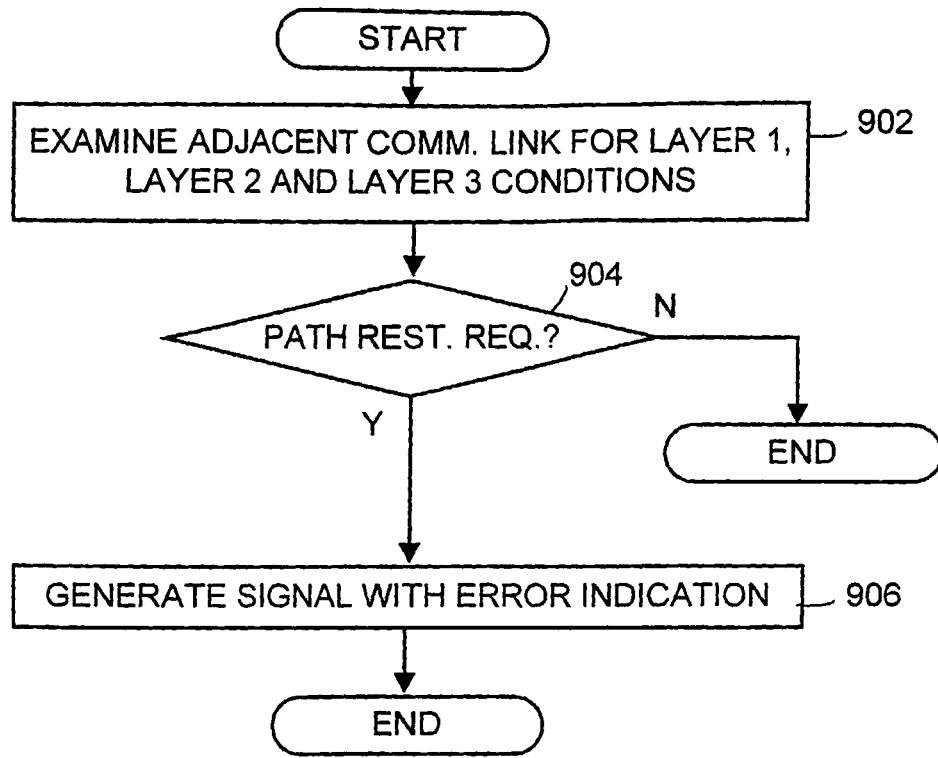 START
EXAMINE ADJACENT COMM. LINK FOR LAYER 1,
LAYER 2 AND LAYER 3 CONDITIONS
902
904
PATH REST. REQ.?
N
Y
END
GENERATE SIGNAL WITH ERROR INDICATION
906
END